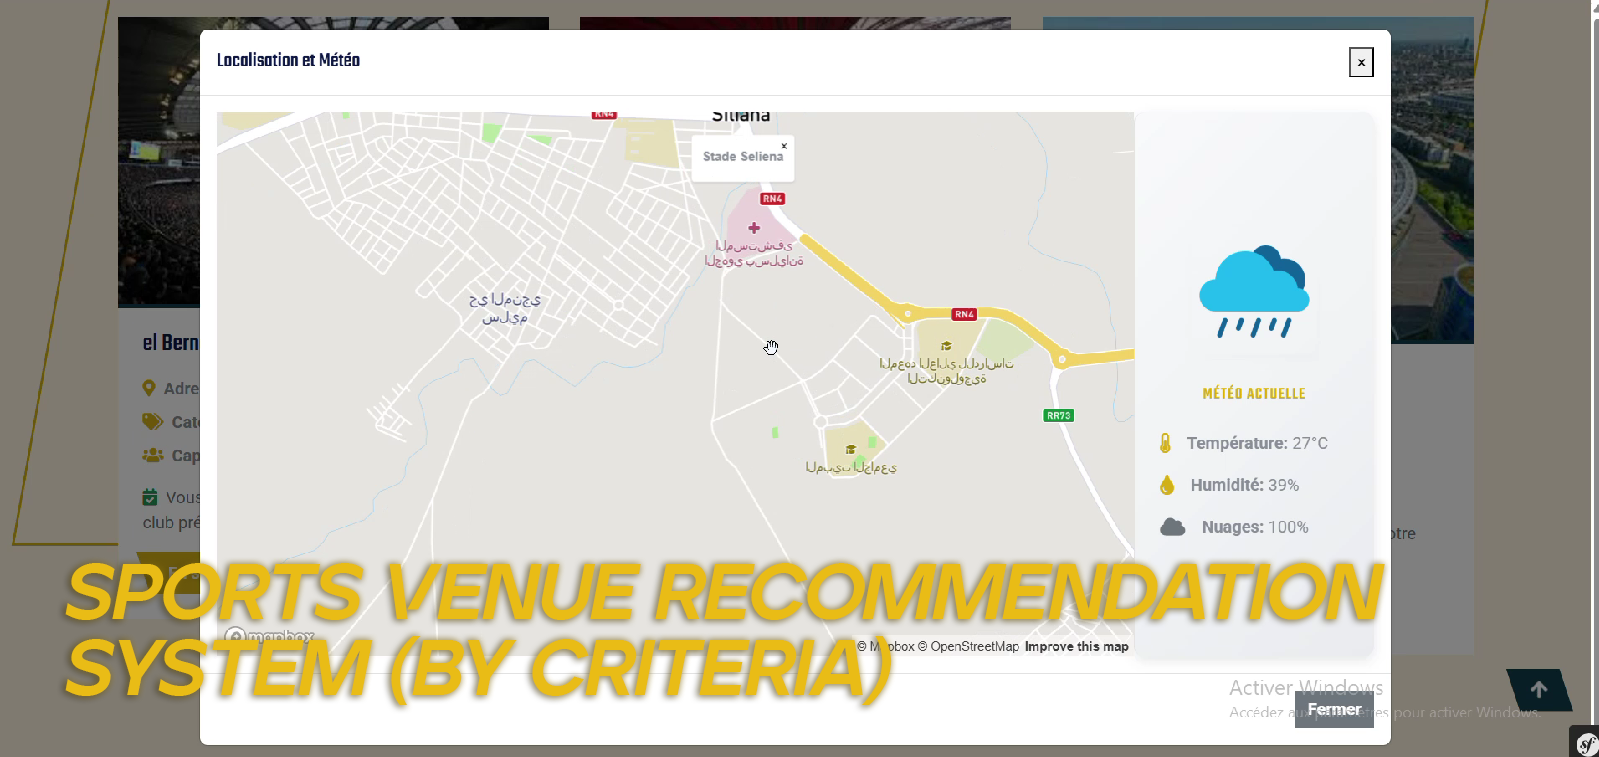 Localisation et Météo
x
RN4
Siliana
x
Stade Seliena
RN4
المستشفى
الجهوي بسليانة
حي المنجي
سليم
RN4
المعهد العالي للدراسات
التكنولوجية
RR73
المبيت الجامعي
MÉTÉO ACTUELLE
Température: 27°C
Humidité: 39%
Nuages: 100%
el Bern
Adre
Caté
Cap
Vous
club pré
otre
SPORTS VENUE RECOMMENDATION
SYSTEM (BY CRITERIA)
mapbox
© Mapbox © OpenStreetMap Improve this map
Activer Windows
Accédez aux paramètres pour activer Windows.
Fermer
sf